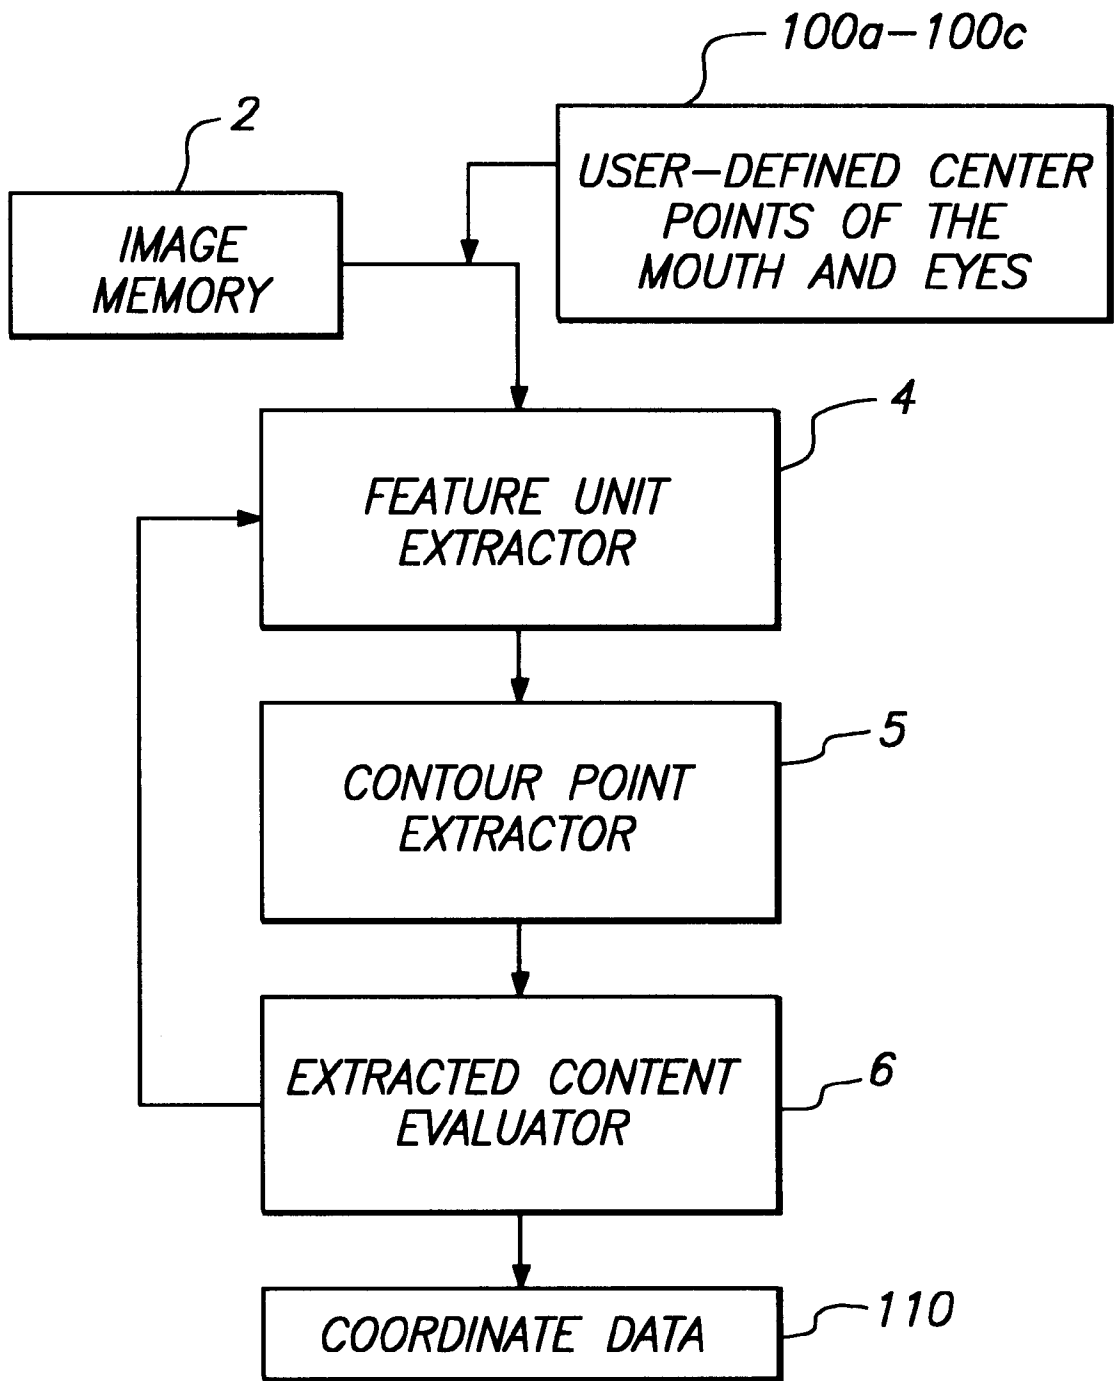 100a-100c
2
USER-DEFINED CENTER
POINTS OF THE
MOUTH AND EYES
IMAGE
MEMORY
4
FEATURE UNIT
EXTRACTOR
5
CONTOUR POINT
EXTRACTOR
6
EXTRACTED CONTENT
EVALUATOR
110
COORDINATE DATA